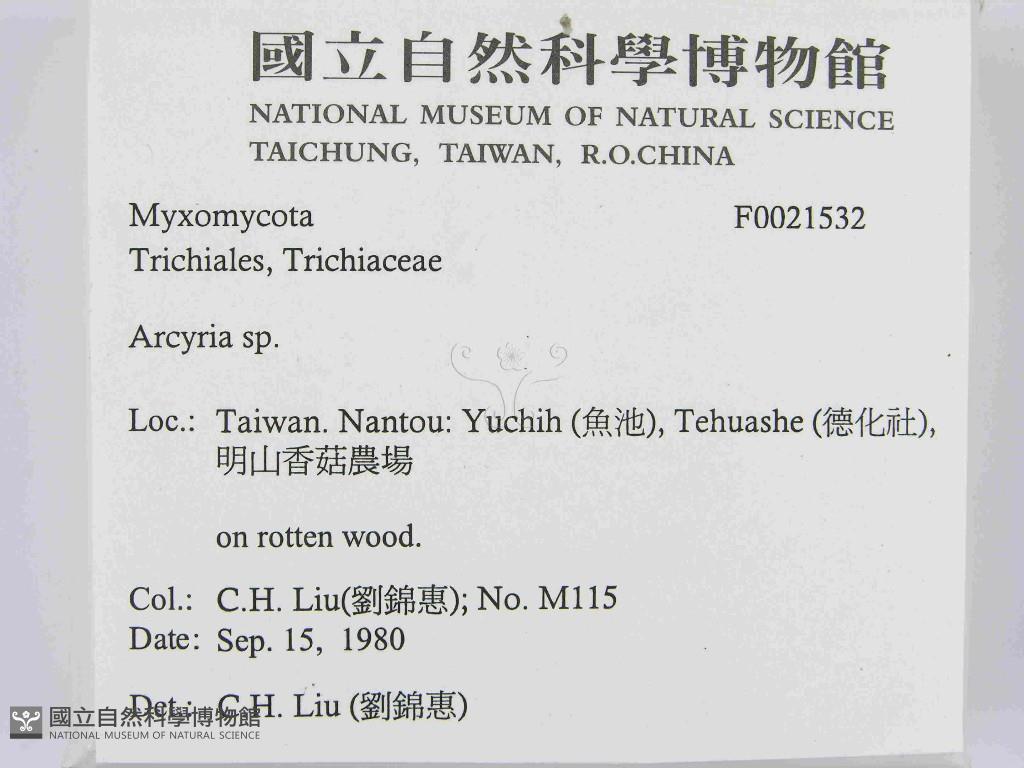 國立自然科學博物館
NATIONAL MUSEUM OF NATURAL SCIENCE
TAICHUNG, TAIWAN, R.O.CHINA
Myxomycota F0021532
Trichiales, Trichiaceae
Arcyria sp.
Loc.: Taiwan. Nantou: Yuchih (魚池), Tehuashe (德化社),
明山香菇農場
on rotten wood.
Col.: C.H. Liu(劉錦惠); No. M115
Date: Sep. 15, 1980
Det.: C.H. Liu (劉錦惠)
國立自然科學博物館
NATIONAL MUSEUM OF NATURAL SCIENCE